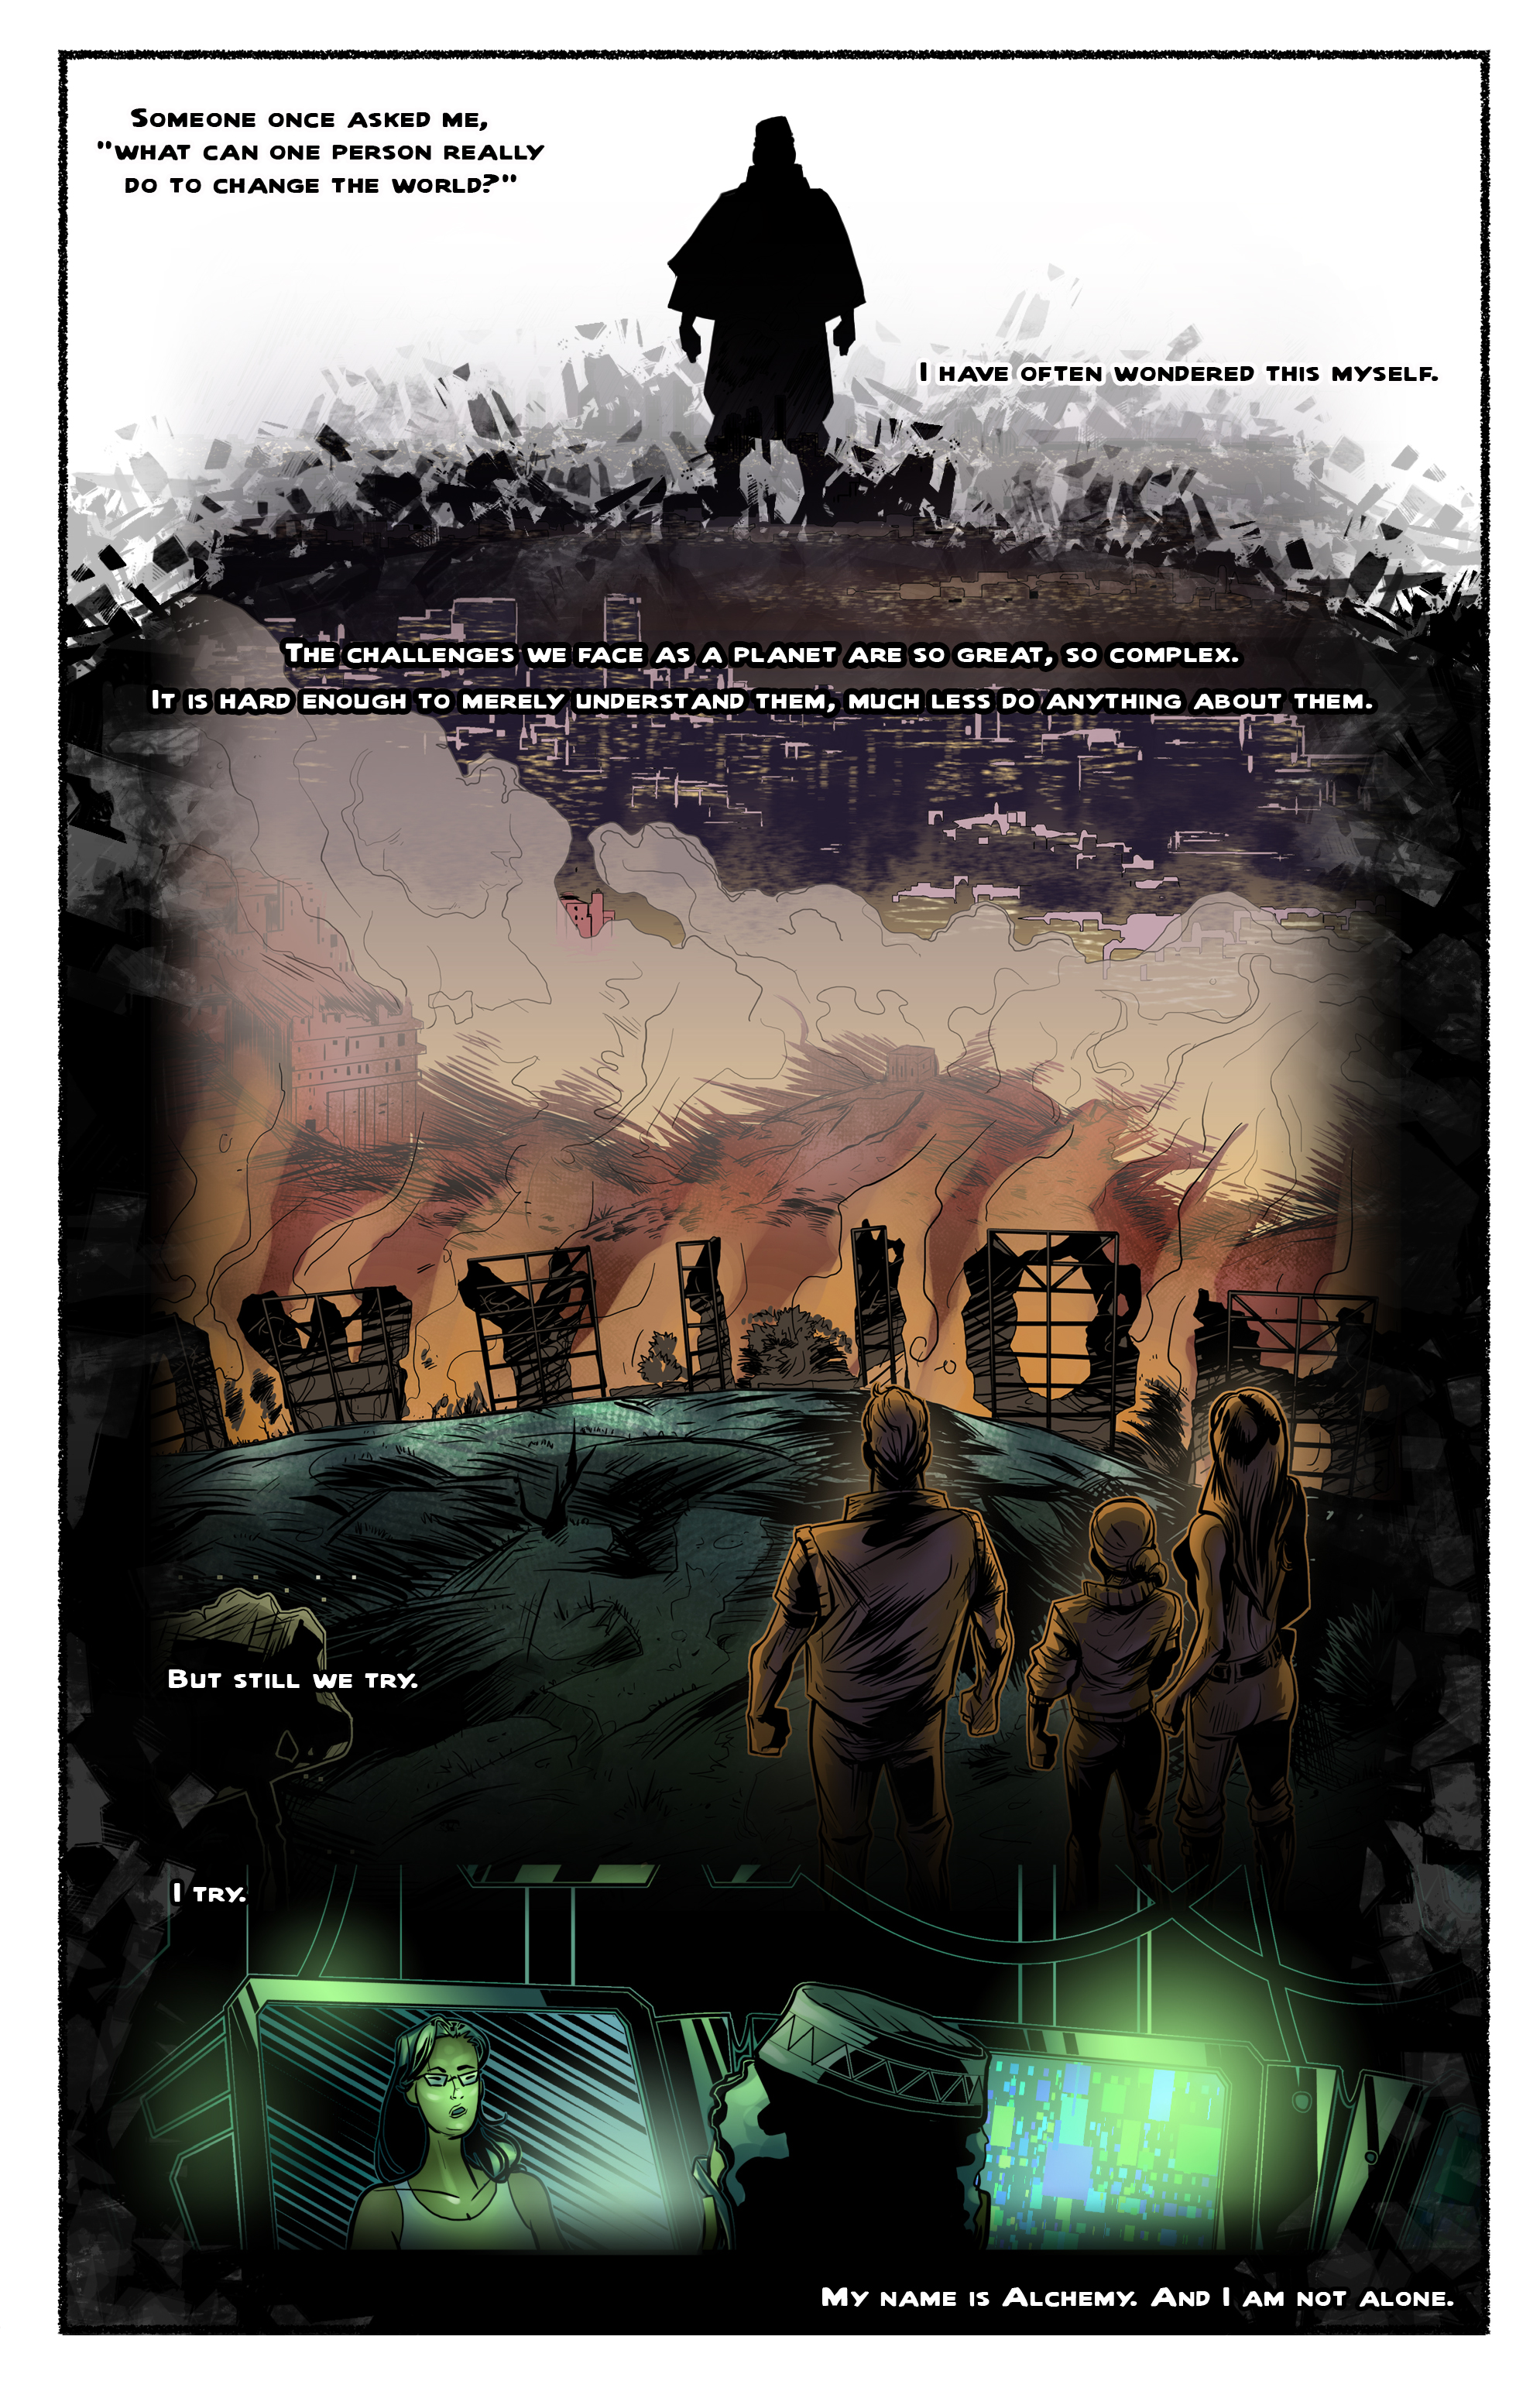 Someone once asked me,
"what can one person really
do to change the world?"
I have often wondered this myself.
The challenges we face as a planet are so great, so complex.
It is hard enough to merely understand them, much less do anything about them.
But still we try.
I try.
My name is Alchemy. And I am not alone.